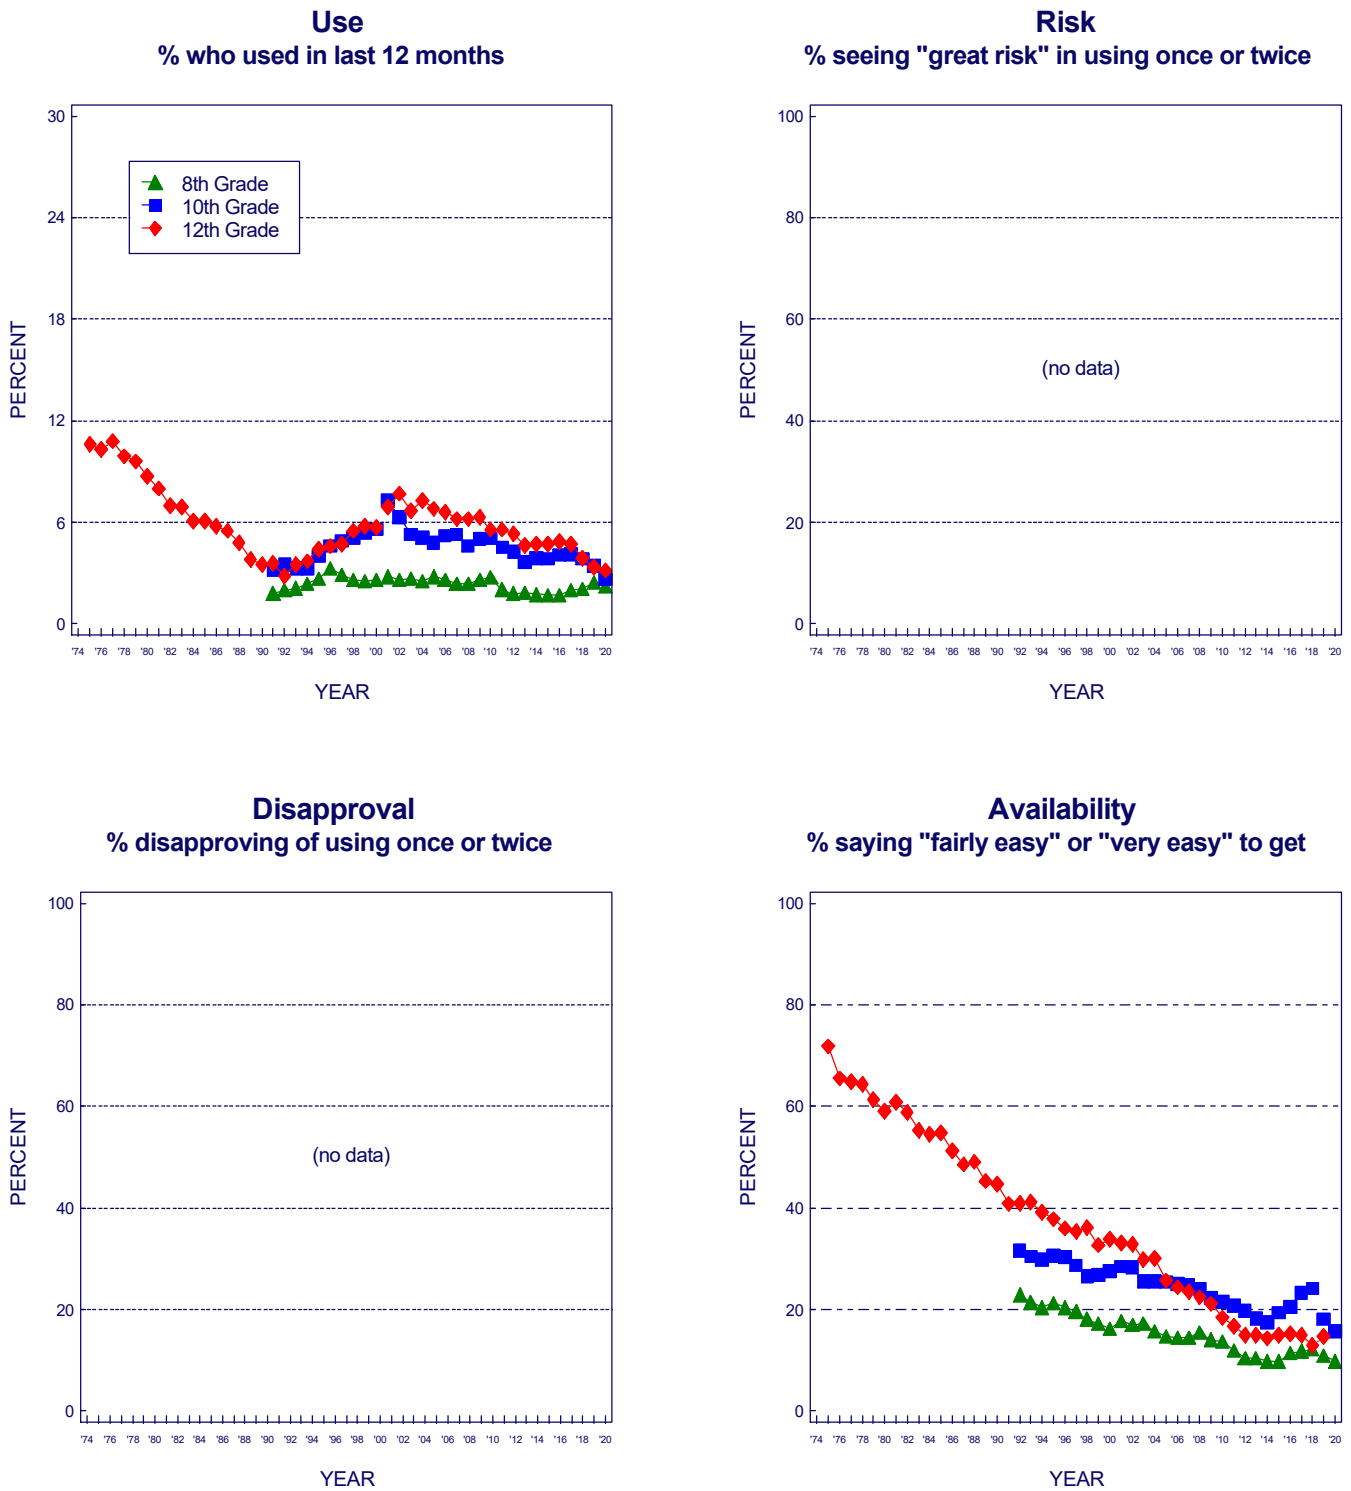 Use
% who used in last 12 months
30
24
18
12
6
0
PERCENT
8th Grade
10th Grade
12th Grade
'74 '76 '78 '80 '82 '84 '86 '88 '90 '92 '94 '96 '98 '00 '02 '04 '06 '08 '10 '12 '14 '16 '18 '20
YEAR
Risk
% seeing "great risk" in using once or twice
100
80
60
40
20
0
PERCENT
(no data)
'74 '76 '78 '80 '82 '84 '86 '88 '90 '92 '94 '96 '98 '00 '02 '04 '06 '08 '10 '12 '14 '16 '18 '20
YEAR
Disapproval
% disapproving of using once or twice
100
80
60
40
20
0
PERCENT
(no data)
'74 '76 '78 '80 '82 '84 '86 '88 '90 '92 '94 '96 '98 '00 '02 '04 '06 '08 '10 '12 '14 '16 '18 '20
YEAR
Availability
% saying "fairly easy" or "very easy" to get
100
80
60
40
20
0
PERCENT
'74 '76 '78 '80 '82 '84 '86 '88 '90 '92 '94 '96 '98 '00 '02 '04 '06 '08 '10 '12 '14 '16 '18 '20
YEAR